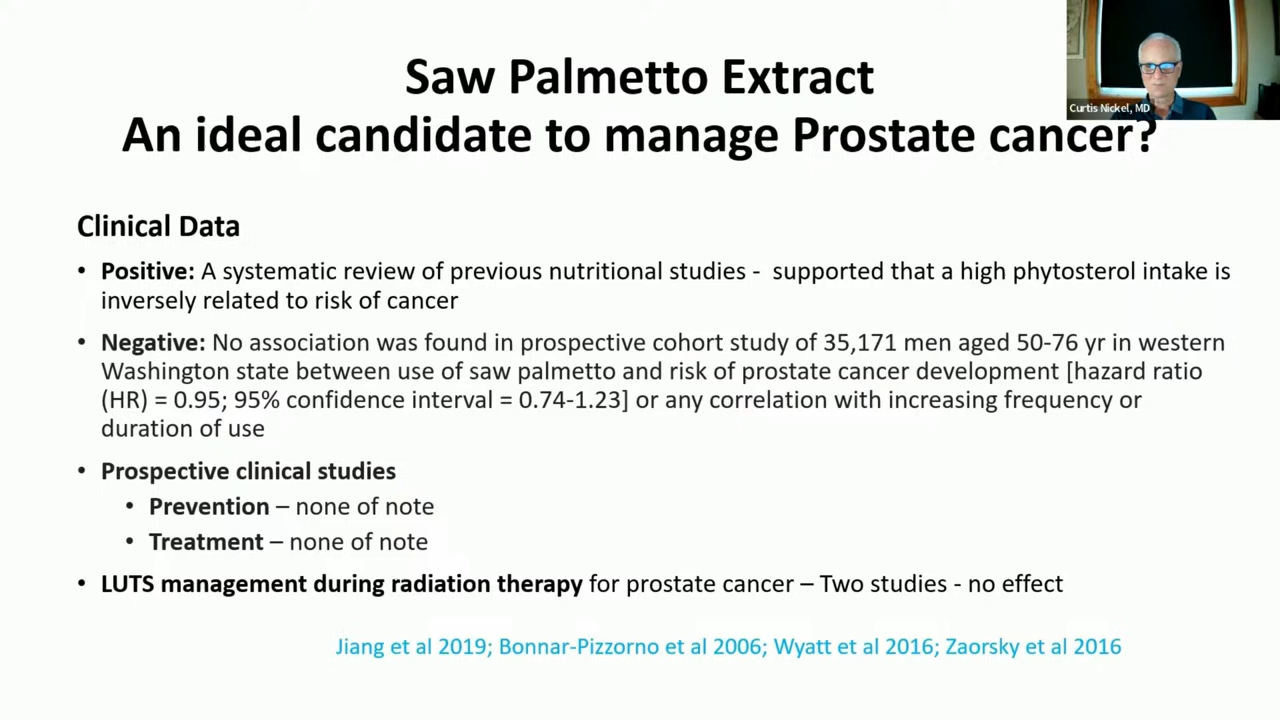 Saw Palmetto Extract
An ideal candidate to manage Prostate cancer?
Curtis Nickel, MD
Clinical Data
• Positive: A systematic review of previous nutritional studies - supported that a high phytosterol intake is
inversely related to risk of cancer
• Negative: No association was found in prospective cohort study of 35,171 men aged 50-76 yr in western
Washington state between use of saw palmetto and risk of prostate cancer development [hazard ratio
(HR) = 0.95; 95% confidence interval = 0.74-1.23] or any correlation with increasing frequency or
duration of use
• Prospective clinical studies
• Prevention – none of note
• Treatment – none of note
• LUTS management during radiation therapy for prostate cancer – Two studies - no effect
Jiang et al 2019; Bonnar-Pizzorno et al 2006; Wyatt et al 2016; Zaorsky et al 2016